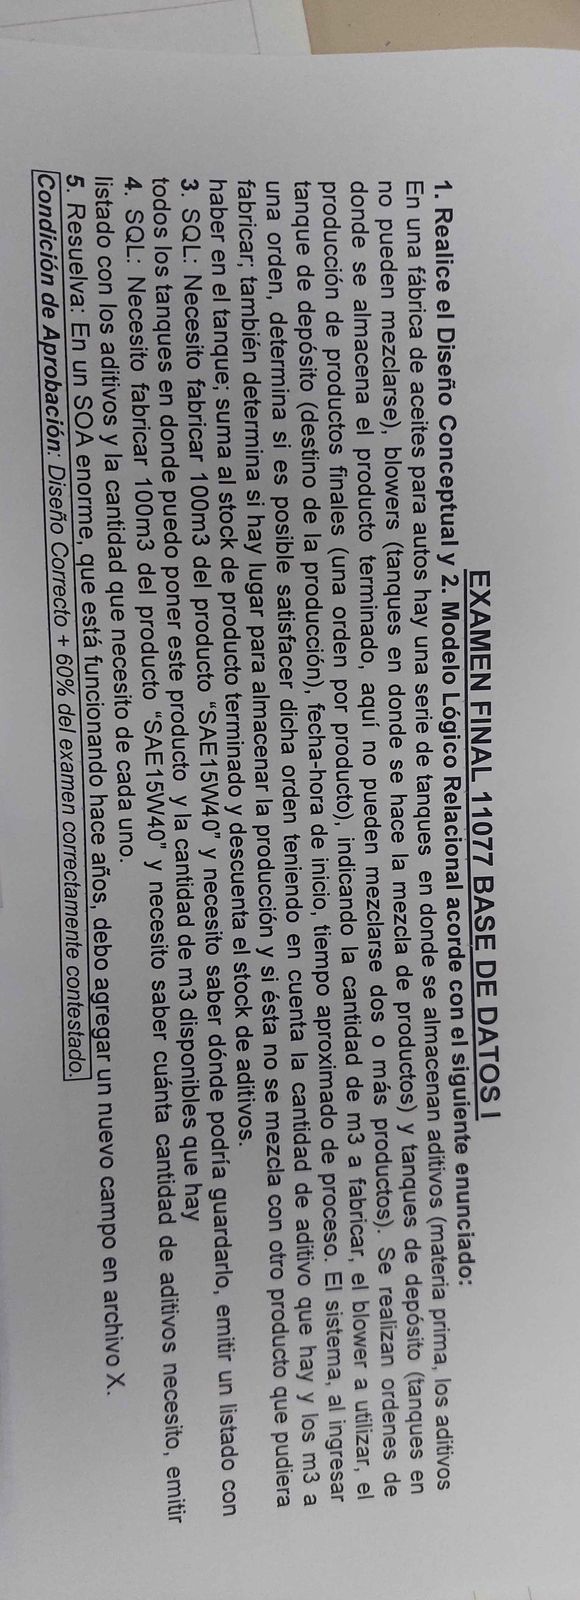 EXAMEN FINAL 11077 BASE DE DATOS I
1. Realice el Diseño Conceptual y 2. Modelo Lógico Relacional acorde con el siguiente enunciado:
En una fábrica de aceites para autos hay una serie de tanques en donde se almacenan aditivos (materia prima, los aditivos
no pueden mezclarse), blowers (tanques en donde se hace la mezcla de productos) y tanques de depósito (tanques en
donde se almacena el producto terminado, aquí no pueden mezclarse dos o más productos). Se realizan ordenes de
producción de productos finales (una orden por producto), indicando la cantidad de m3 a fabricar, el blower a utilizar, el
tanque de depósito (destino de la producción), fecha-hora de inicio, tiempo aproximado de proceso. El sistema, al ingresar
una orden, determina si es posible satisfacer dicha orden teniendo en cuenta la cantidad de aditivo que hay y los m3 a
fabricar; también determina si hay lugar para almacenar la producción y si ésta no se mezcla con otro producto que pudiera
haber en el tanque; suma al stock de producto terminado y descuenta el stock de aditivos.
3. SQL: Necesito fabricar 100m3 del producto “SAE15W40” y necesito saber dónde podría guardarlo, emitir un listado con
todos los tanques en donde puedo poner este producto y la cantidad de m3 disponibles que hay
4. SQL: Necesito fabricar 100m3 del producto “SAE15W40” y necesito saber cuánta cantidad de aditivos necesito, emitir
listado con los aditivos y la cantidad que necesito de cada uno.
5. Resuelva: En un SOA enorme, que está funcionando hace años, debo agregar un nuevo campo en archivo X.
Condición de Aprobación: Diseño Correcto + 60% del examen correctamente contestado.